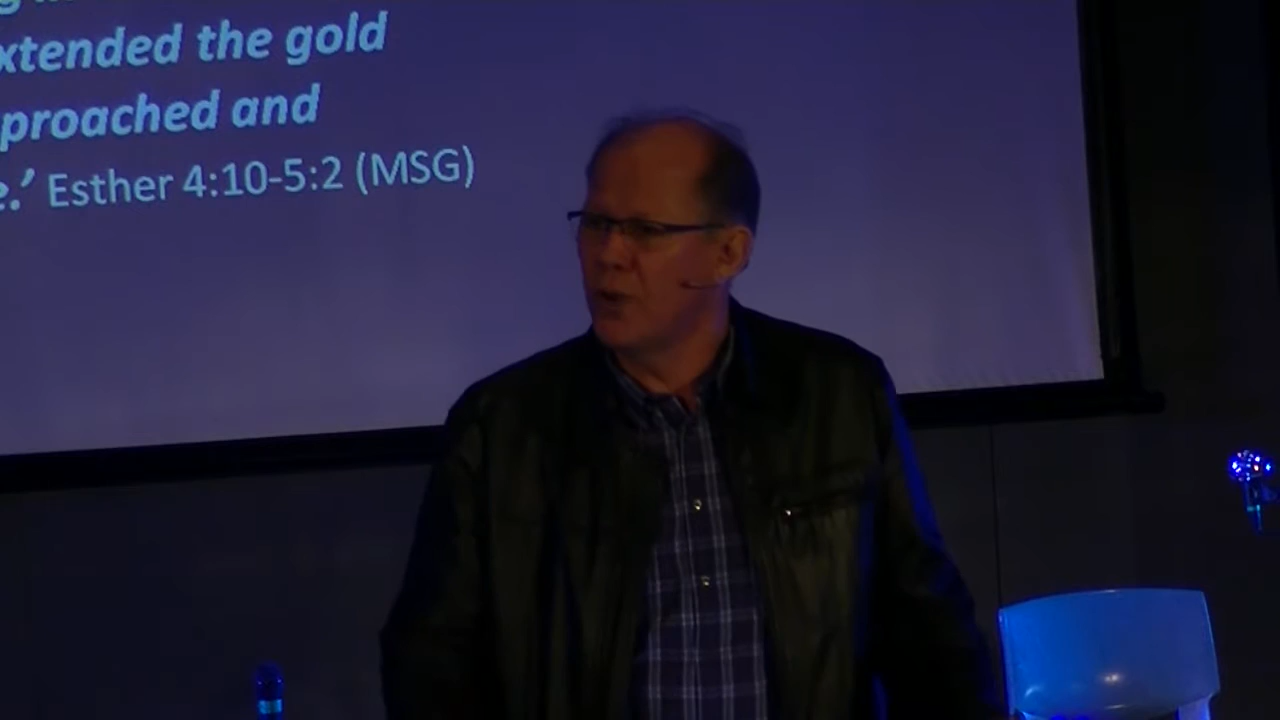 xtended the gold
proached and
e.' Esther 4:10-5:2 (MSG)